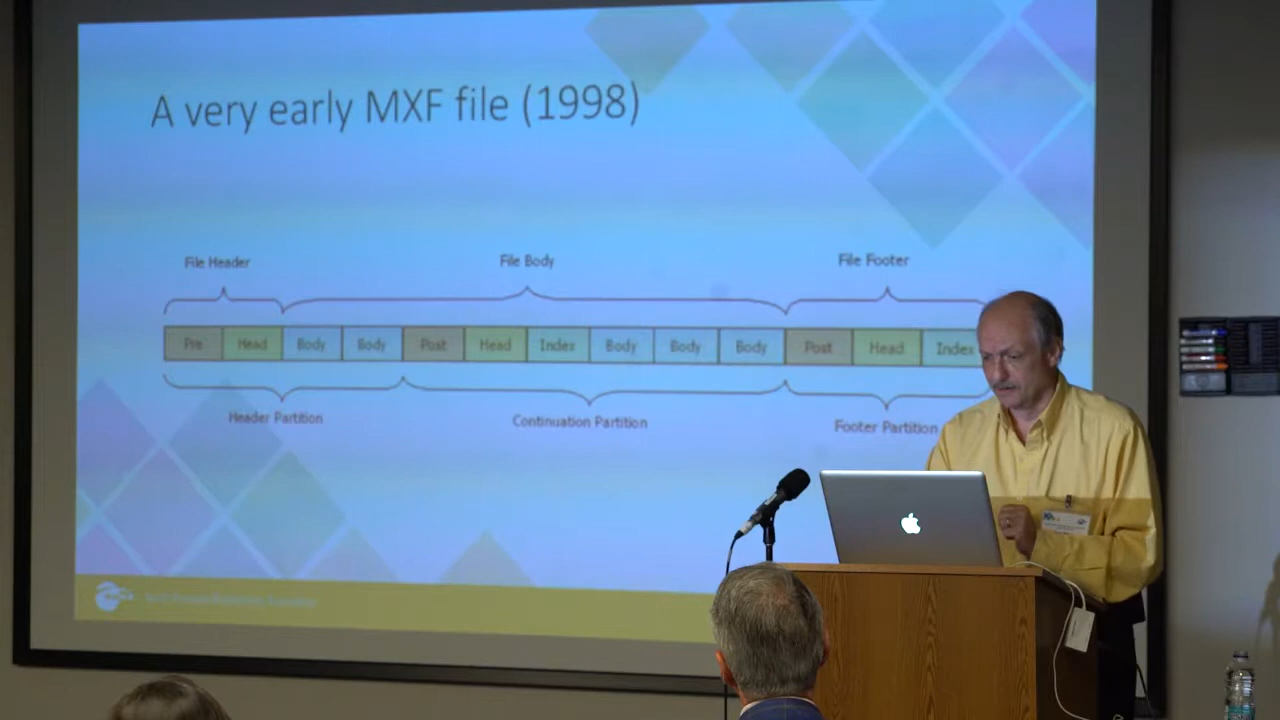 A very early MXF file (1998)
File Header File Body File Footer
Pre Head Body Body Post Head Index Body Body Body Post Head Index
Header Partition Continuation Partition Footer Partition